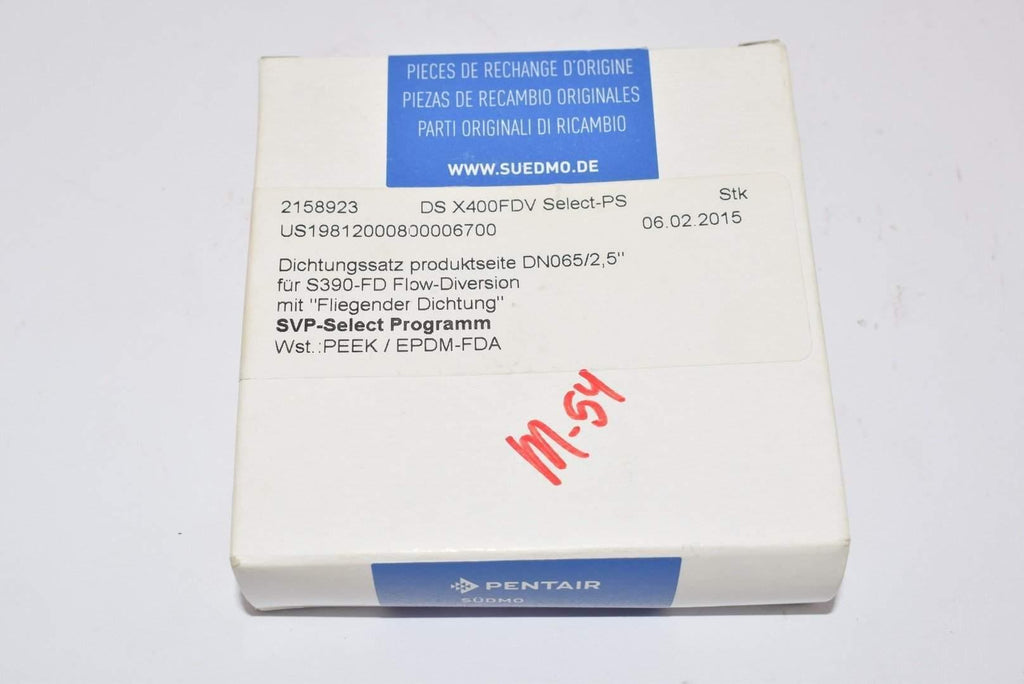 PIECES DE RECHANGE D'ORIGINE
PIEZAS DE RECAMBIO ORIGINALES
PARTI ORIGINALI DI RICAMBIO
WWW.SUEDMO.DE
2158923 DS X400FDV Select-PS Stk
US19812000800006700 06.02.2015
Dichtungssatz produktseite DN065/2,5"
für S390-FD Flow-Diversion
mit "Fliegender Dichtung"
SVP-Select Programm
Wst.:PEEK / EPDM-FDA
M-54
PENTAIR
SÜDMO